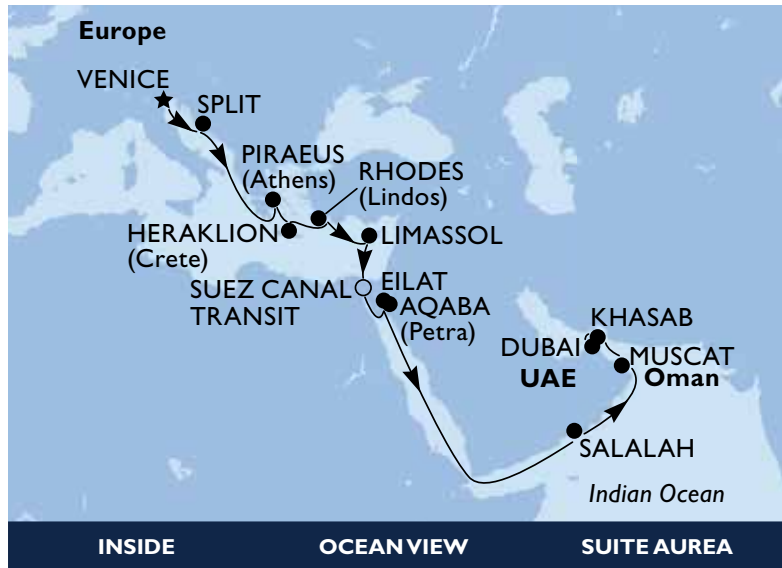 Europe
VENICE
SPLIT
PIRAEUS
(Athens)
RHODES
(Lindos)
HERAKLION
(Crete)
LIMASSOL
SUEZ CANAL
TRANSIT
EILAT
AQABA
(Petra)
KHASAB
DUBAI
MUSCAT
UAE
Oman
SALALAH
Indian Ocean
INSIDE
OCEAN VIEW
SUITE AUREA